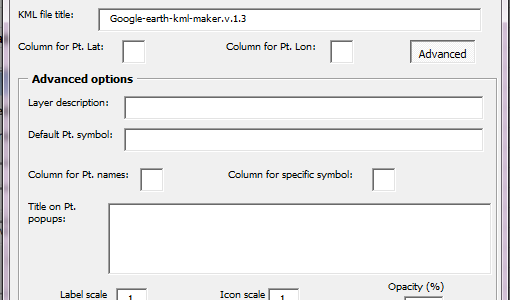 KML file title: Google-earth-kml-maker.v.1.3
Column for Pt. Lat: Column for Pt. Lon: Advanced
Advanced options
Layer description:
Default Pt. symbol:
Column for Pt. names: Column for specific symbol:
Title on Pt.
popups:
Opacity (%)
Label scale 1 Icon scale 1